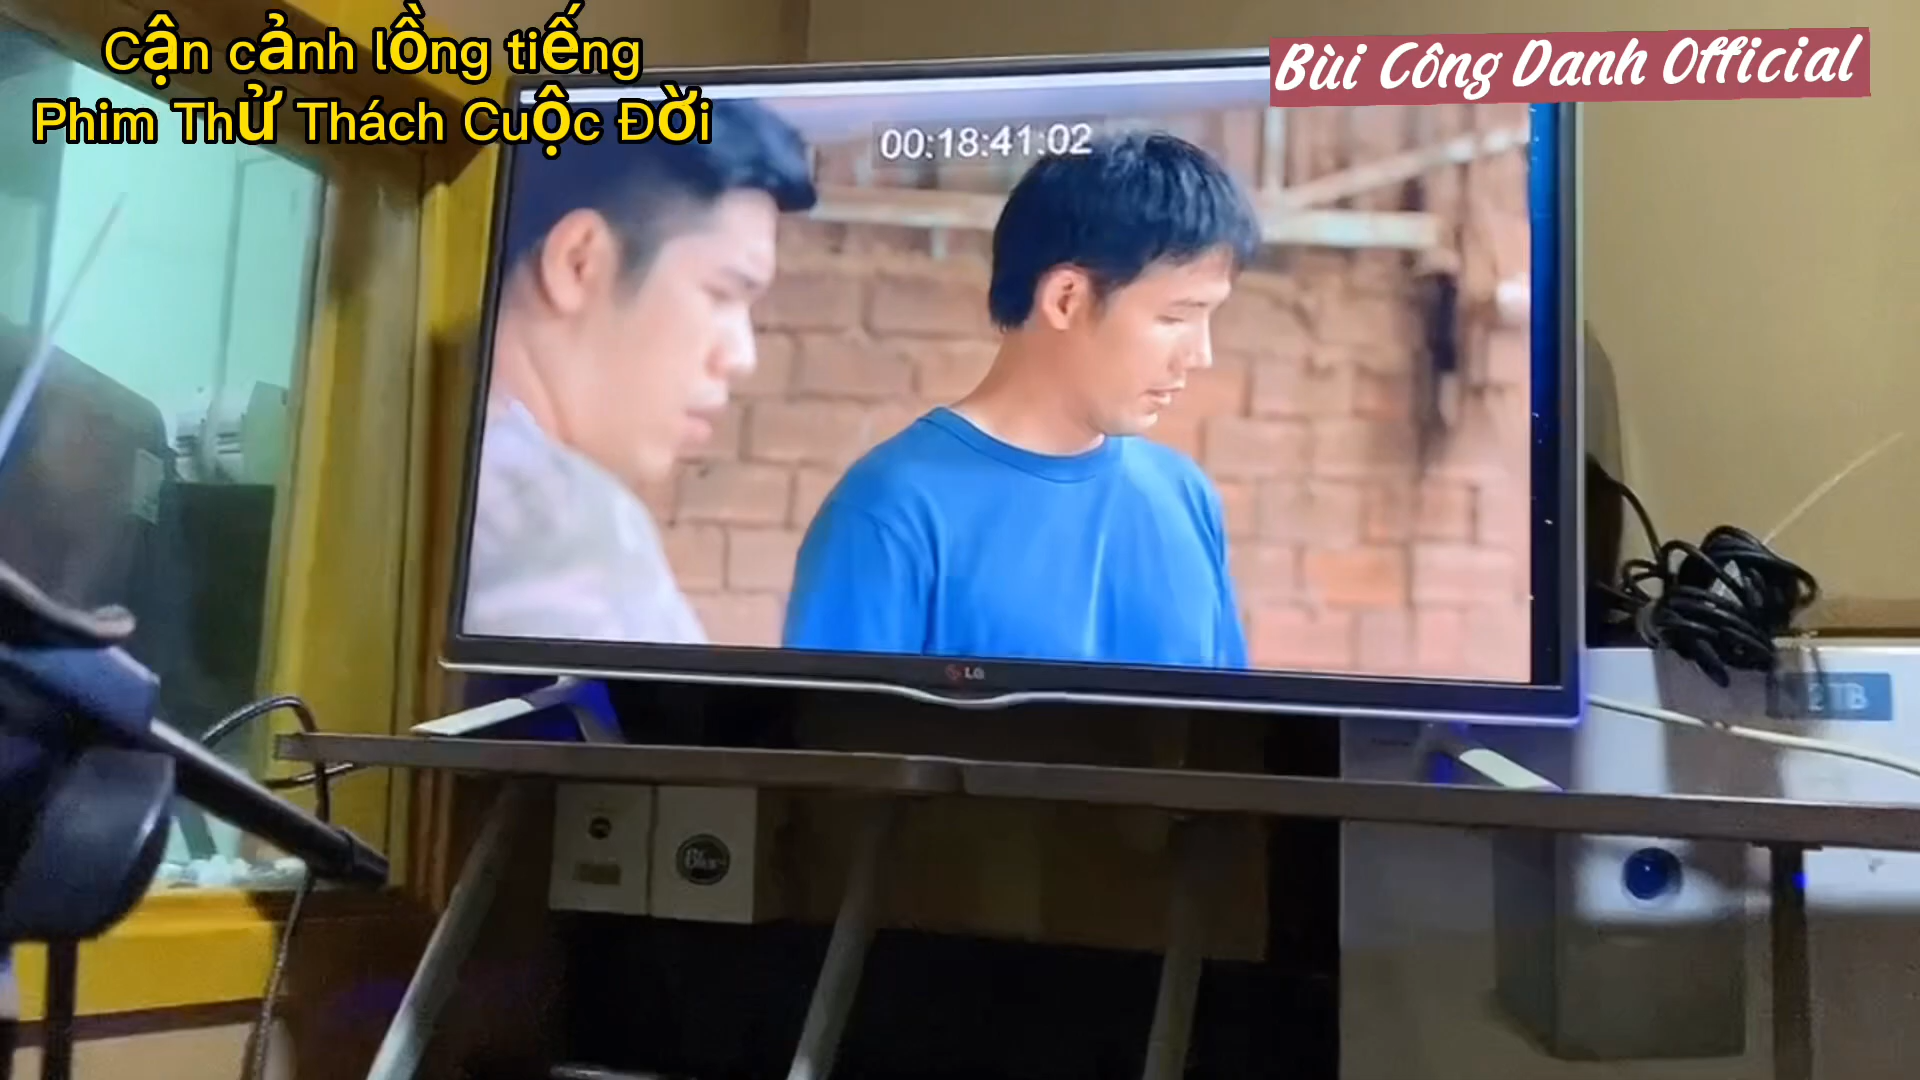 Cận cảnh lồng tiếng
Phim Thử Thách Cuộc Đời
Bùi Công Danh Official
00:18:41:02
LG
2TB
Blue